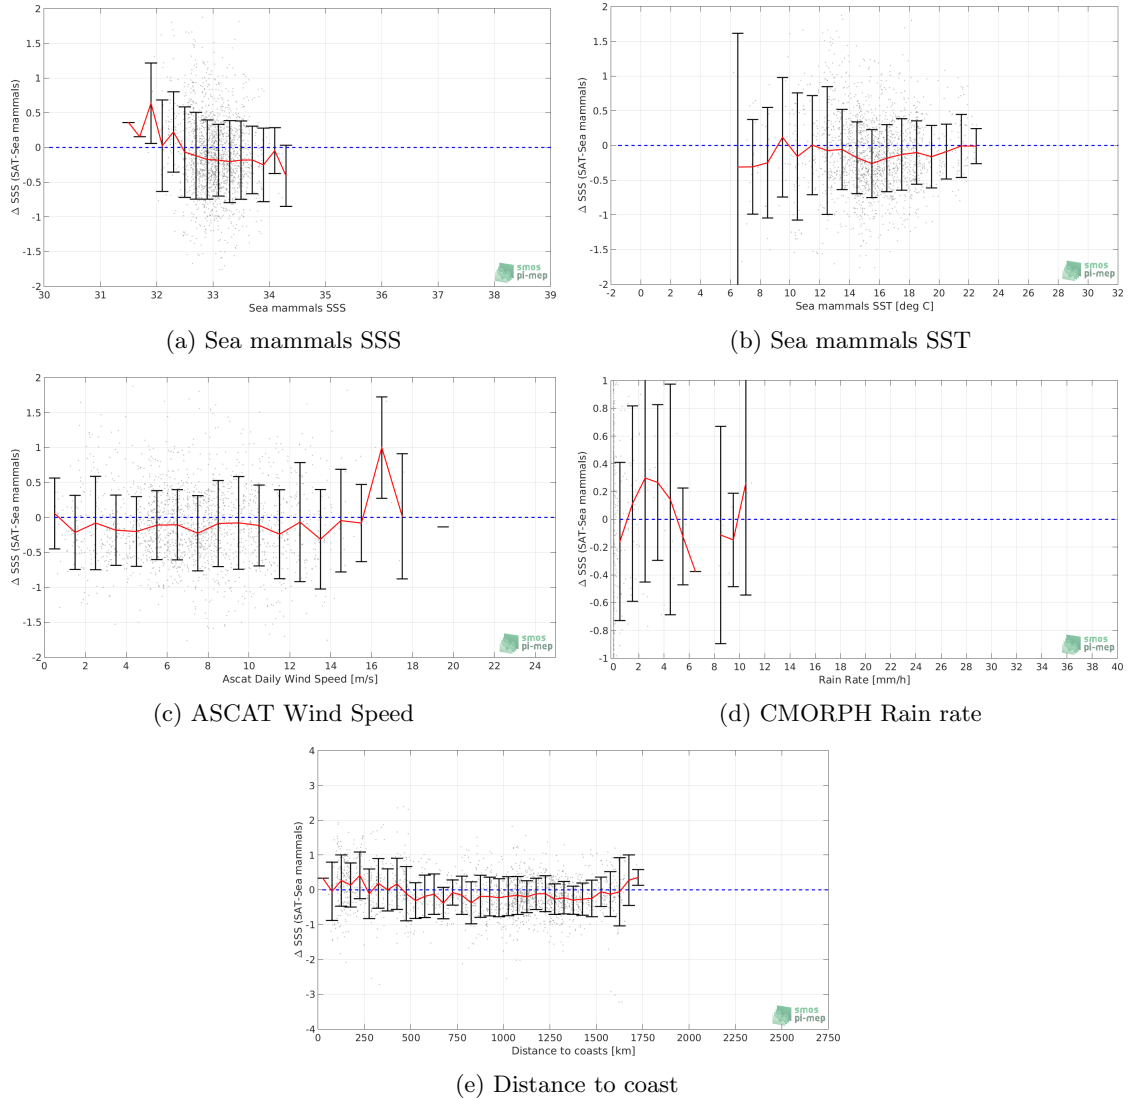 2
1.5
1
0.5
0
-0.5
-1
-1.5
-2
Δ SSS (SAT-Sea mammals)
30 31 32 33 34 35 36 37 38 39
Sea mammals SSS
smos
pi-mep
(a) Sea mammals SSS
2
1.5
1
0.5
0
-0.5
-1
-1.5
-2
Δ SSS (SAT-Sea mammals)
-2 0 2 4 6 8 10 12 14 16 18 20 22 24 26 28 30 32
Sea mammals SST [deg C]
smos
pi-mep
(b) Sea mammals SST
2
1.5
1
0.5
0
-0.5
-1
-1.5
-2
Δ SSS (SAT-Sea mammals)
0 2 4 6 8 10 12 14 16 18 20 22 24
Ascat Daily Wind Speed [m/s]
smos
pi-mep
(c) ASCAT Wind Speed
1
0.8
0.6
0.4
0.2
0
-0.2
-0.4
-0.6
-0.8
-1
Δ SSS (SAT-Sea mammals)
0 2 4 6 8 10 12 14 16 18 20 22 24 26 28 30 32 34 36 38 40
Rain Rate [mm/h]
smos
pi-mep
(d) CMORPH Rain rate
4
3
2
1
0
-1
-2
-3
-4
Δ SSS (SAT-Sea mammals)
0 250 500 750 1000 1250 1500 1750 2000 2250 2500 2750
Distance to coasts [km]
smos
pi-mep
(e) Distance to coast